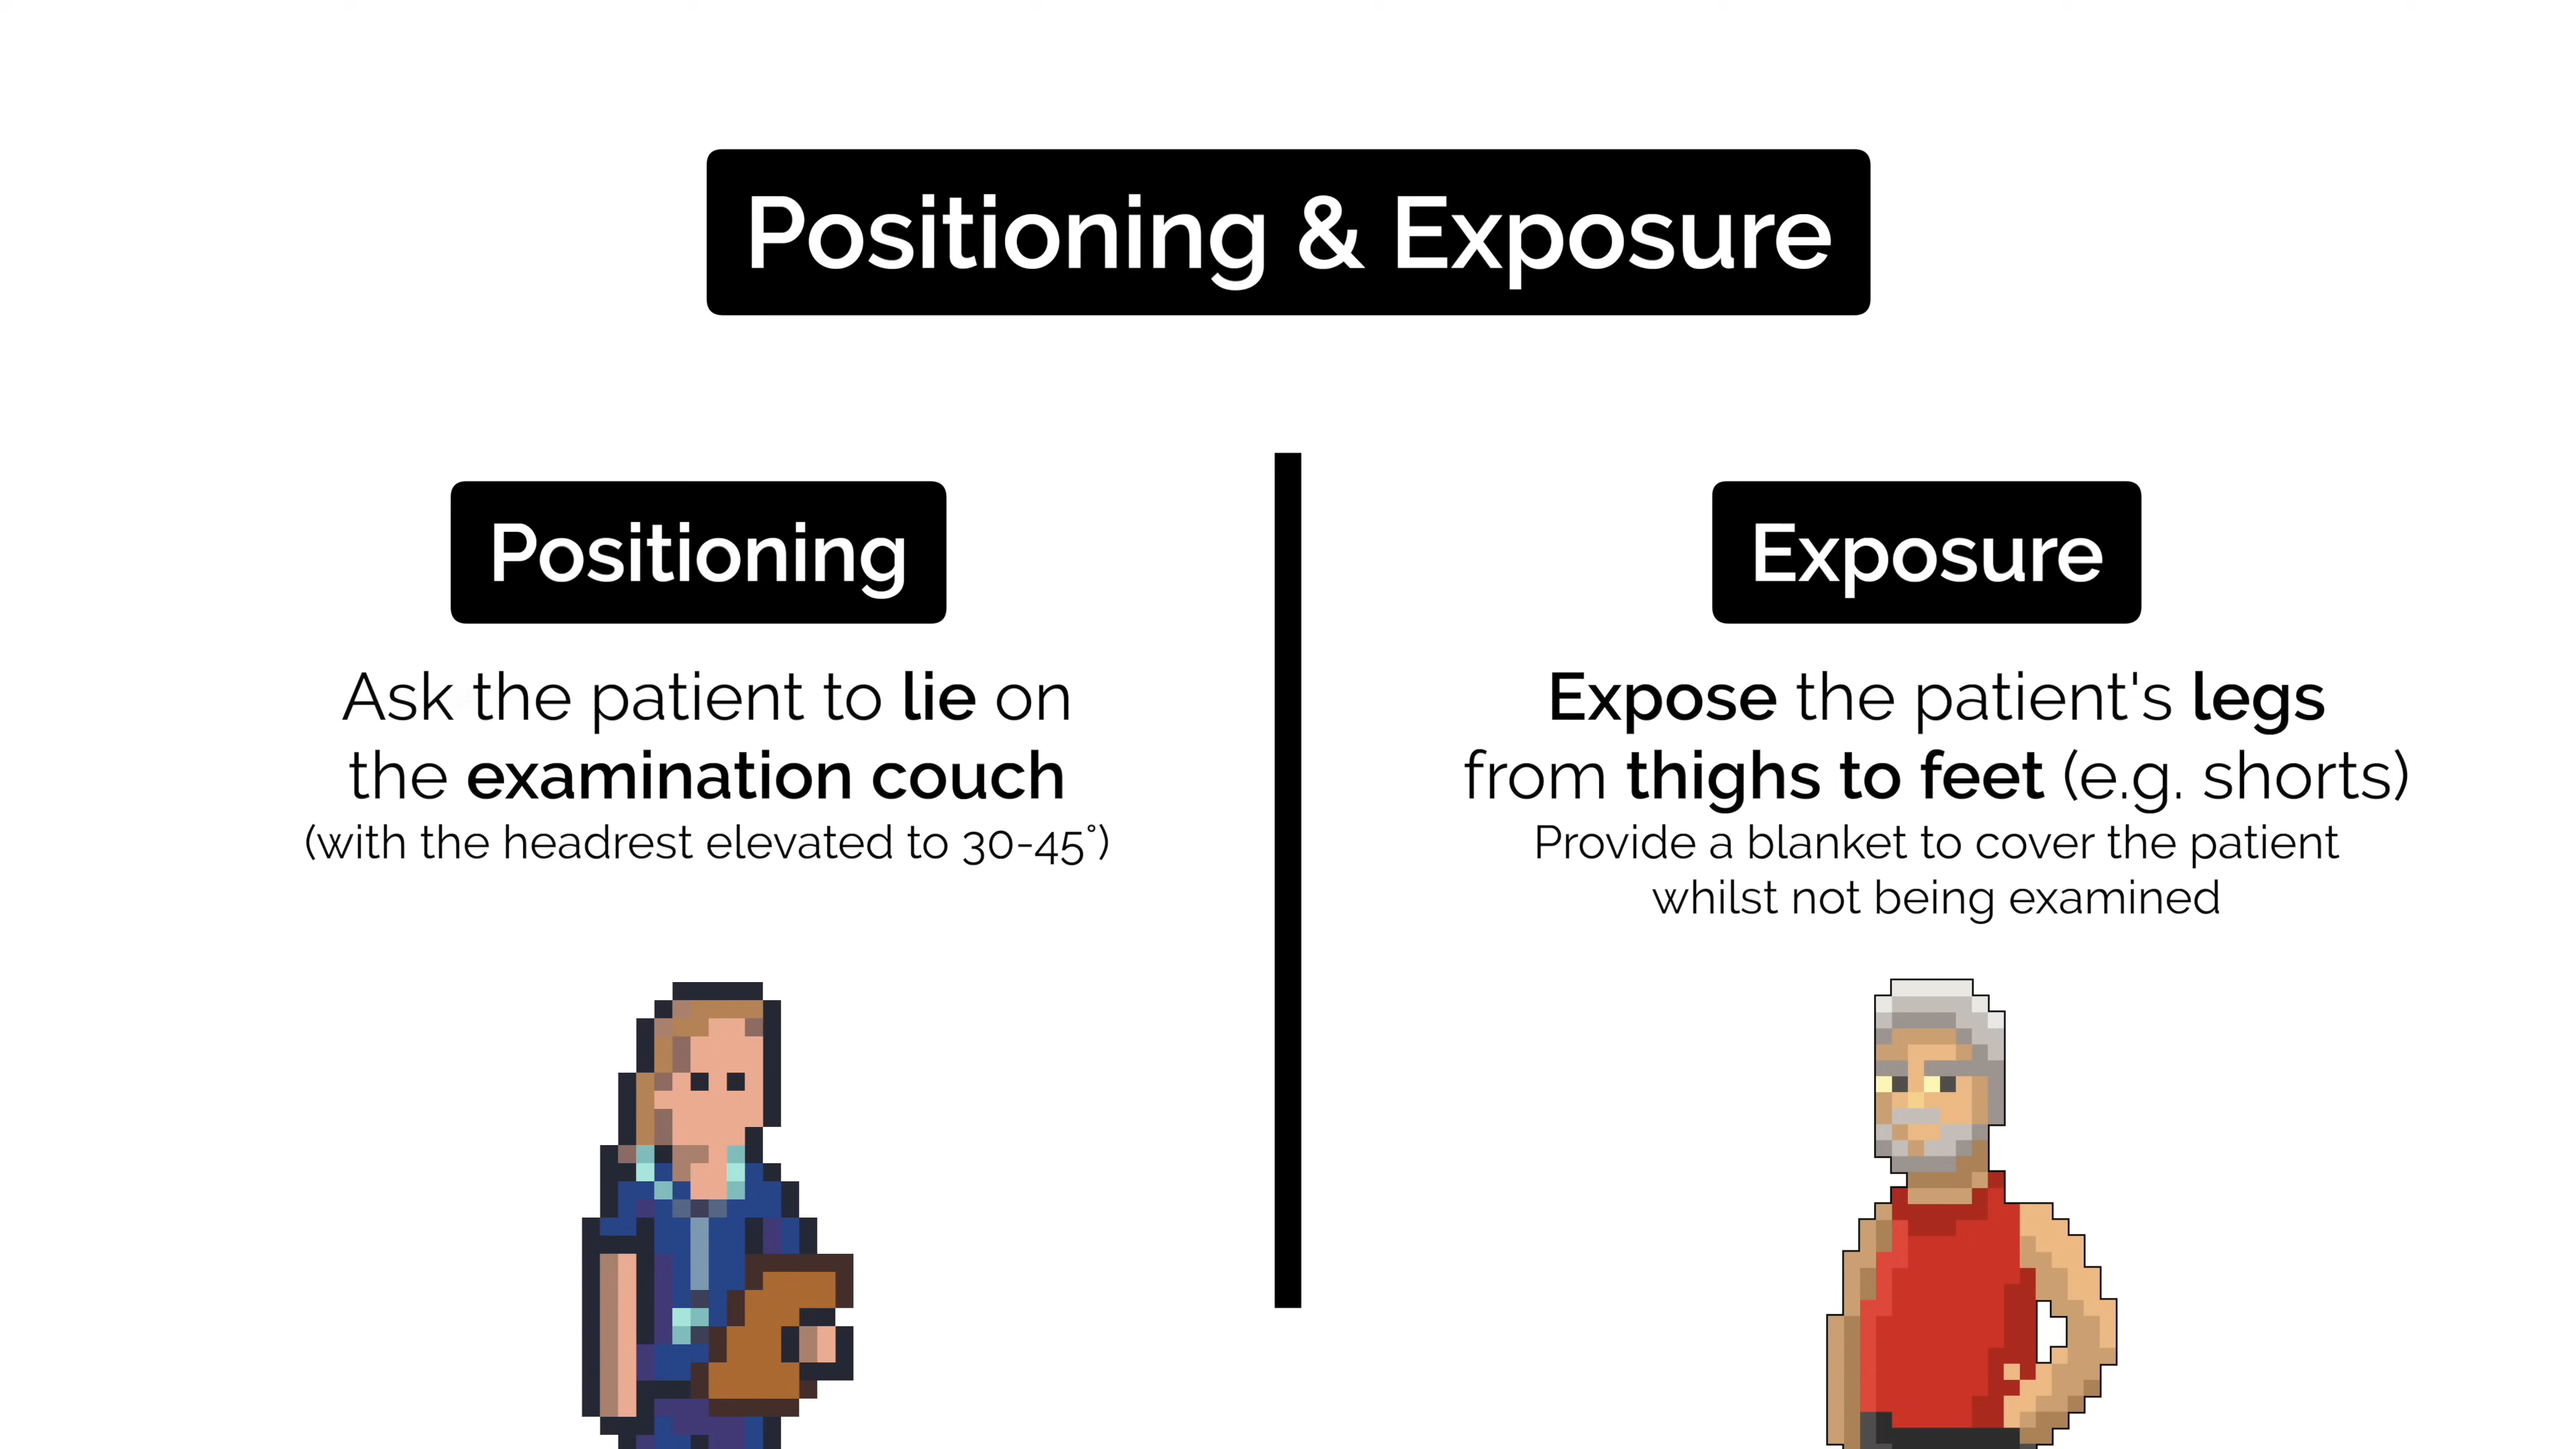 Positioning & Exposure
Positioning
Ask the patient to lie on
the examination couch
(with the headrest elevated to 30-45°)
Exposure
Expose the patient's legs
from thighs to feet (e.g. shorts)
Provide a blanket to cover the patient
whilst not being examined